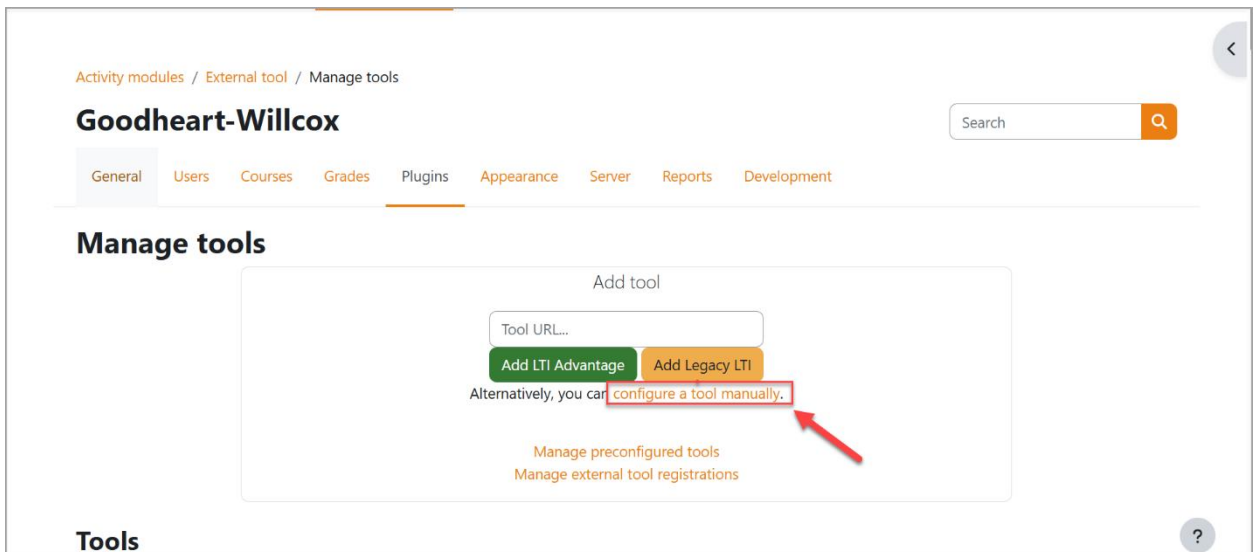 Activity modules / External tool / Manage tools
Goodheart-Willcox
Search
General Users Courses Grades Plugins Appearance Server Reports Development
Manage tools
Add tool
Tool URL...
Add LTI Advantage Add Legacy LTI
Alternatively, you can configure a tool manually.
Manage preconfigured tools
Manage external tool registrations
Tools
?